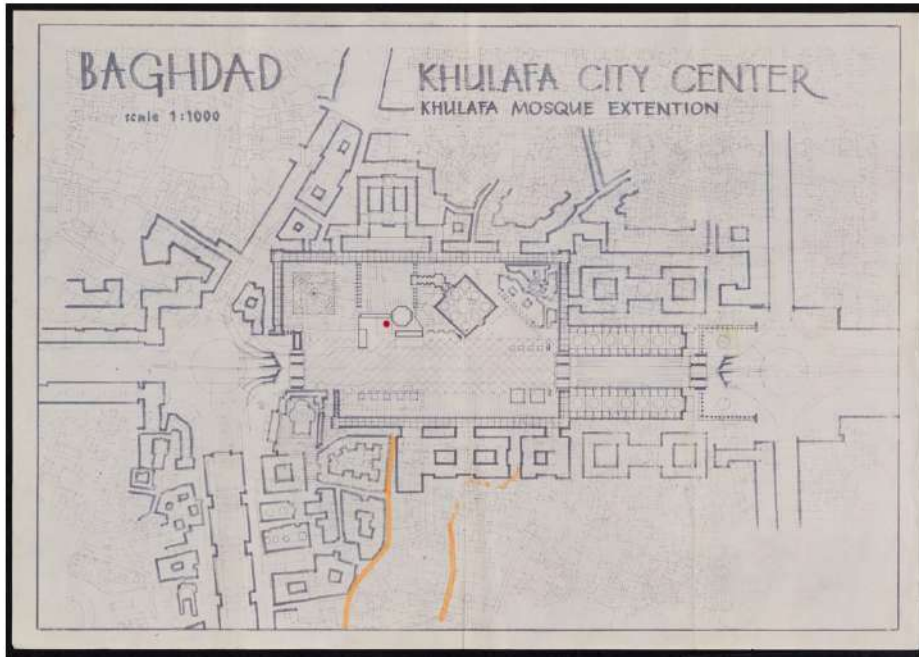 BAGHDAD
scale 1:1000
KHULAFA CITY CENTER
KHULAFA MOSQUE EXTENTION